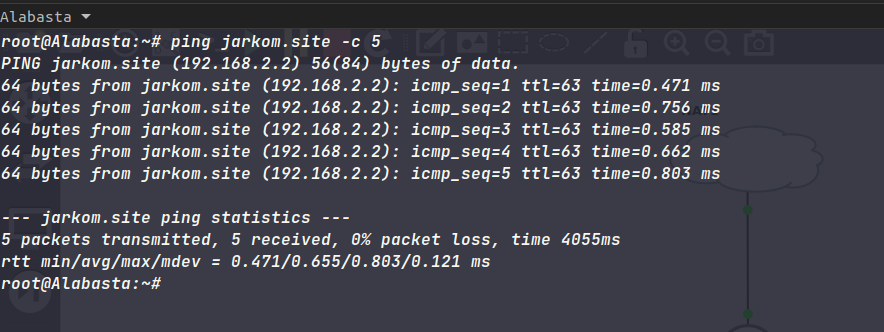 Alabasta
root@Alabasta:~# ping jarkom.site -c 5
PING jarkom.site (192.168.2.2) 56(84) bytes of data.
64 bytes from jarkom.site (192.168.2.2): icmp_seq=1 ttl=63 time=0.471 ms
64 bytes from jarkom.site (192.168.2.2): icmp_seq=2 ttl=63 time=0.756 ms
64 bytes from jarkom.site (192.168.2.2): icmp_seq=3 ttl=63 time=0.585 ms
64 bytes from jarkom.site (192.168.2.2): icmp_seq=4 ttl=63 time=0.662 ms
64 bytes from jarkom.site (192.168.2.2): icmp_seq=5 ttl=63 time=0.803 ms
--- jarkom.site ping statistics ---
5 packets transmitted, 5 received, 0% packet loss, time 4055ms
rtt min/avg/max/mdev = 0.471/0.655/0.803/0.121 ms
root@Alabasta:~#